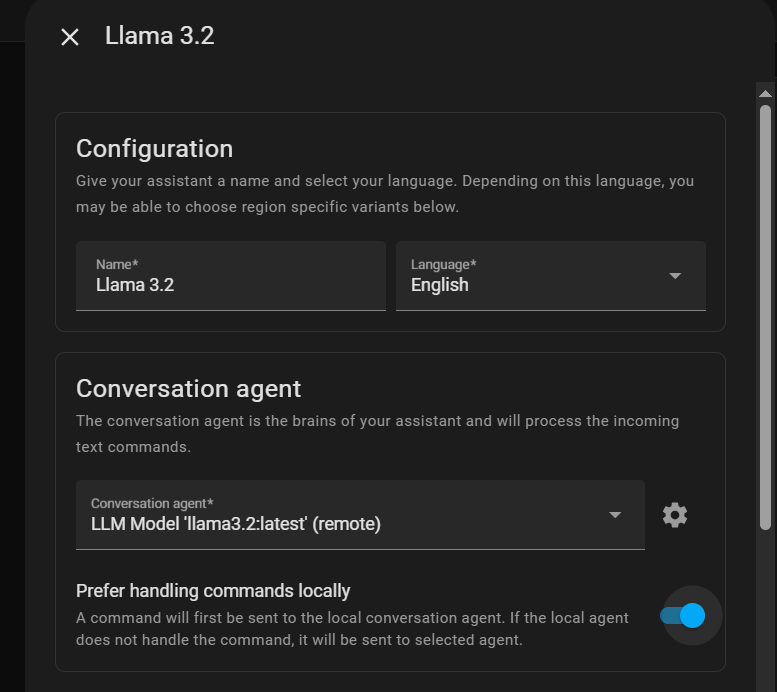 Llama 3.2
Configuration
Give your assistant a name and select your language. Depending on this language, you
may be able to choose region specific variants below.
Name*
Llama 3.2
Language*
English
Conversation agent
The conversation agent is the brains of your assistant and will process the incoming
text commands.
Conversation agent*
LLM Model 'llama3.2:latest' (remote)
Prefer handling commands locally
A command will first be sent to the local conversation agent. If the local agent
does not handle the command, it will be sent to selected agent.